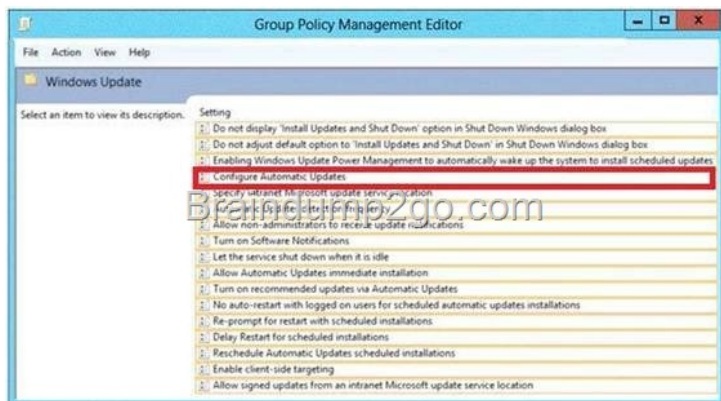 Group Policy Management Editor
File Action View Help
Windows Update
Select an item to view its description.
Setting
Do not display 'Install Updates and Shut Down' option in Shut Down Windows dialog box
Do not adjust default option to 'Install Updates and Shut Down' in Shut Down Windows dialog box
Enabling Windows Update Power Management to automatically wake up the system to install scheduled updates
Configure Automatic Updates
Specify intranet Microsoft update service location
Automatic Updates detection frequency
Braindump2go.com
Allow non-administrators to receive update notifications
Turn on Software Notifications
Let the service shut down when it is idle
Allow Automatic Updates immediate installation
Turn on recommended updates via Automatic Updates
No auto-restart with logged on users for scheduled automatic updates installations
Re-prompt for restart with scheduled installations
Delay Restart for scheduled installations
Reschedule Automatic Updates scheduled installations
Enable client-side targeting
Allow signed updates from an intranet Microsoft update service location